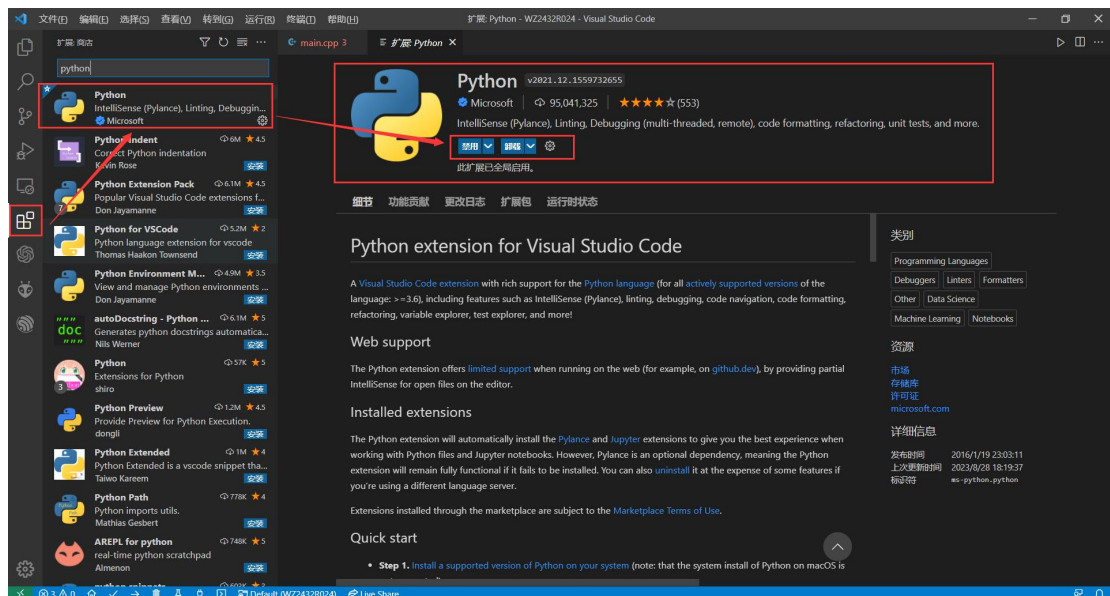 文件(F) 编辑(E) 选择(S) 查看(V) 转到(G) 运行(R) 终端(T) 帮助(H)
扩展: Python - WZ2432R024 - Visual Studio Code
扩展: 商店
main.cpp 3
扩展: Python
python
Python
IntelliSense (Pylance), Linting, Debuggin...
Microsoft
Python Indent 6M 4.5
Correct Python indentation
Kevin Rose 安装
Python Extension Pack 6.1M 4.5
Popular Visual Studio Code extensions f...
7 Don Jayamanne 安装
Python for VSCode 5.2M 2
Python language extension for vscode
Thomas Haakon Townsend 安装
Python Environment M... 4.9M 3.5
View and manage Python environments ...
Don Jayamanne 安装
autoDocstring - Python ... 6.1M 5
Generates python docstrings automatica...
Nils Werner 安装
""" doc """
Python 57K 5
Extensions for Python
3 shiro 安装
Python Preview 1.2M 4.5
Provide Preview for Python Execution.
dongli 安装
Python Extended 1M 4
Python Extended is a vscode snippet tha...
Taiwo Kareem 安装
Python Path 778K 4
Python imports utils.
Mathias Gesbert 安装
AREPL for python 748K 5
real-time python scratchpad
Almenon 安装
python snippets 602K 2
Python v2021.12.1559732655
Microsoft 95,041,325 (553)
IntelliSense (Pylance), Linting, Debugging (multi-threaded, remote), code formatting, refactoring, unit tests, and more.
禁用 卸载
此扩展已全局启用。
细节 功能贡献 更改日志 扩展包 运行时状态
Python extension for Visual Studio Code
A Visual Studio Code extension with rich support for the Python language (for all actively supported versions of the
language: >=3.6), including features such as IntelliSense (Pylance), linting, debugging, code navigation, code formatting,
refactoring, variable explorer, test explorer, and more!
Web support
The Python extension offers limited support when running on the web (for example, on github.dev), by providing partial
IntelliSense for open files on the editor.
Installed extensions
The Python extension will automatically install the Pylance and Jupyter extensions to give you the best experience when
working with Python files and Jupyter notebooks. However, Pylance is an optional dependency, meaning the Python
extension will remain fully functional if it fails to be installed. You can also uninstall it at the expense of some features if
you're using a different language server.
Extensions installed through the marketplace are subject to the Marketplace Terms of Use.
Quick start
• Step 1. Install a supported version of Python on your system (note: that the system install of Python on macOS is
类别
Programming Languages
Debuggers Linters Formatters
Other Data Science
Machine Learning Notebooks
资源
市场
存储库
许可证
microsoft.com
详细信息
发布时间 2016/1/19 23:03:11
上次更新时间 2023/8/28 18:19:37
标识符 ms-python.python
3 0 Default (WZ2432R024) Live Share